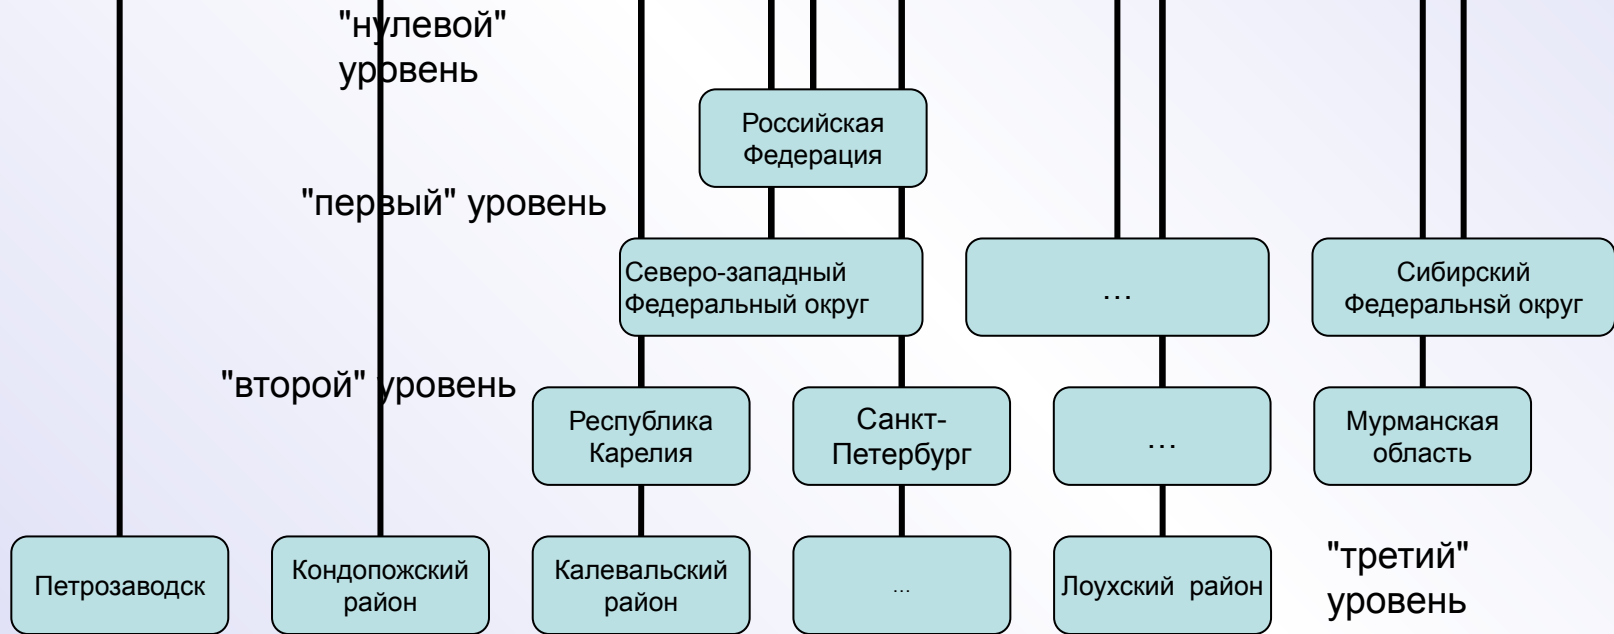 "нулевой"
уровень
Российская
Федерация
"первый" уровень
Северо-западный
Федеральный округ
...
Сибирский
Федеральнsй округ
"второй" уровень
Республика
Карелия
Санкт-
Петербург
...
Мурманская
область
Петрозаводск
Кондопожский
район
Калевальский
район
...
Лоухский район
"третий"
уровень